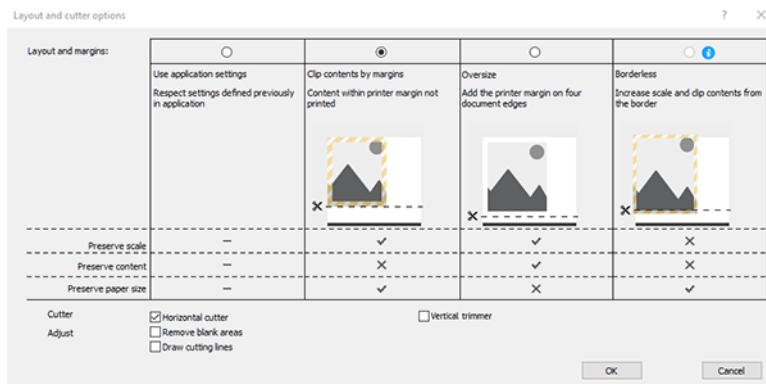 Layout and cutter options
?
Layout and margins:
Use application settings
Respect settings defined previously
in application
Clip contents by margins
Content within printer margin not
printed
Oversize
Add the printer margin on four
document edges
Borderless
Increase scale and clip contents from
the border
Preserve scale
Preserve content
Preserve paper size
Cutter
Horizontal cutter
Vertical trimmer
Adjust
Remove blank areas
Draw cutting lines
OK
Cancel